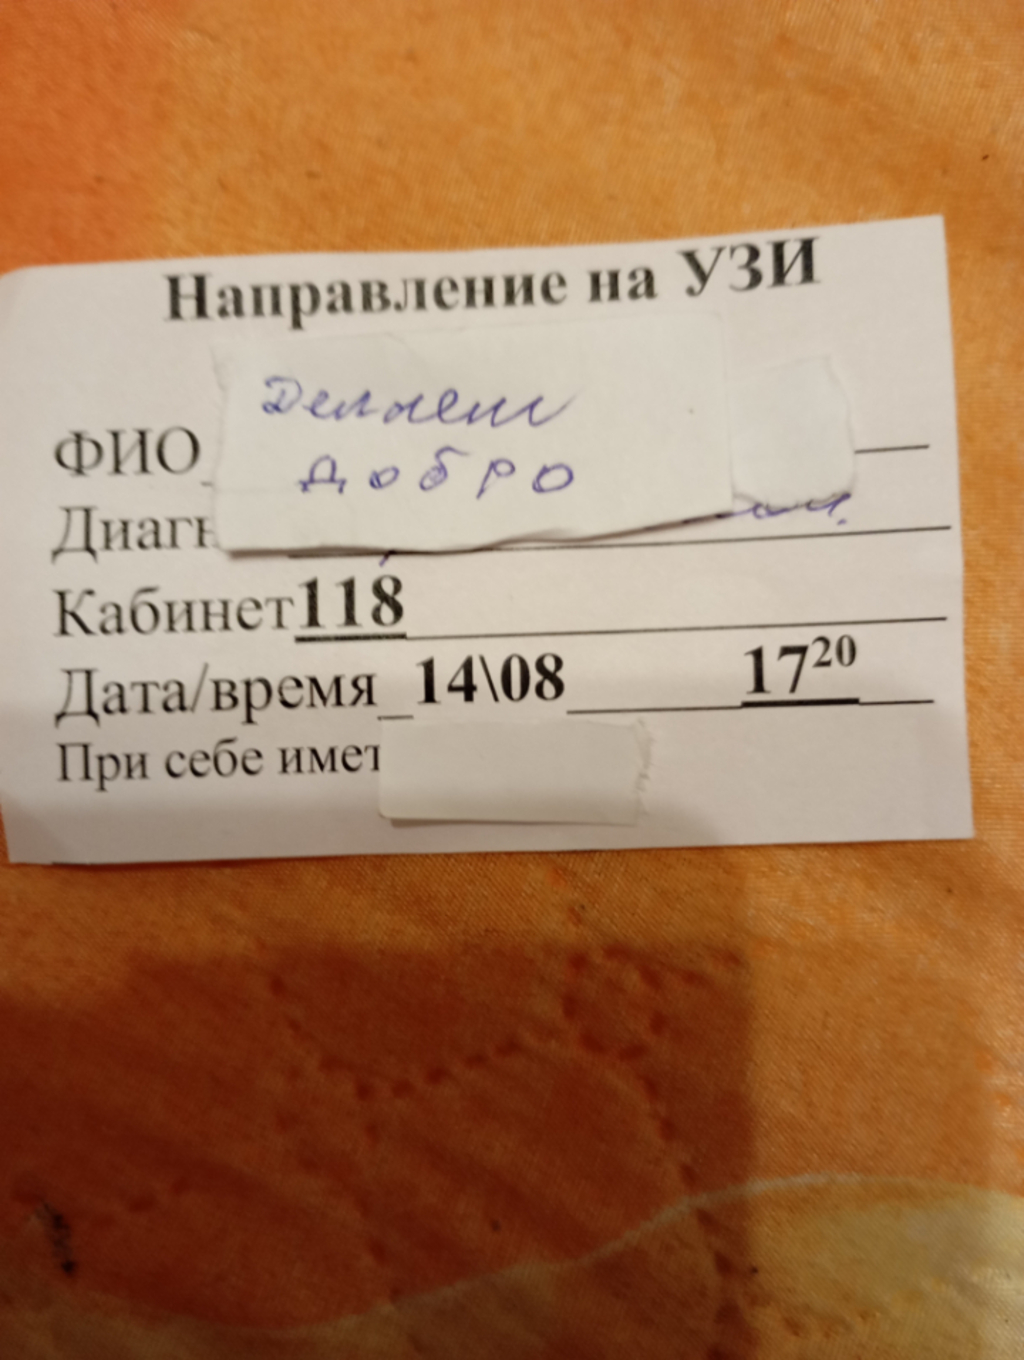 Направление на УЗИ
Делаем
добро
ФИО
Диагн
Кабинет 118
Дата/время 14\08 17²⁰
При себе имет